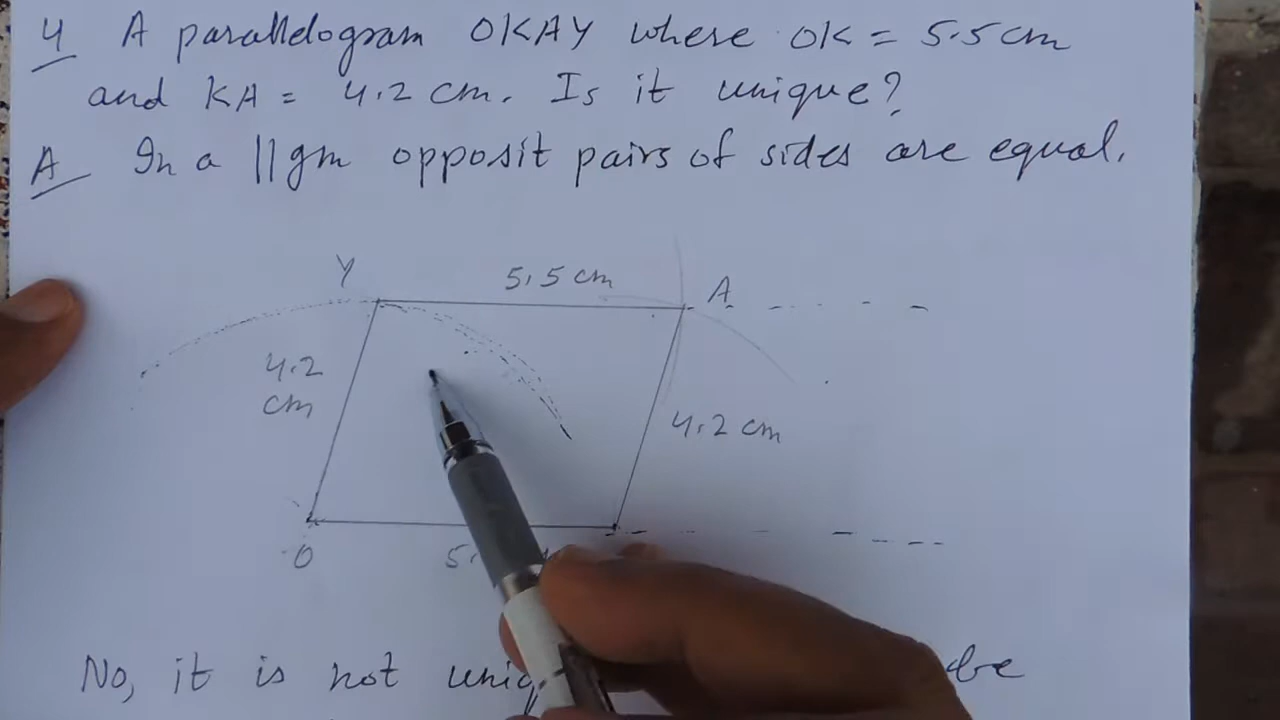 4 A parallelogram OKAY where OK = 5.5 cm
and KA = 4.2 cm. Is it unique?
A In a ||gm opposit pairs of sides are equal.
Y 5.5 cm A
4.2
cm
4.2 cm
O 5.
No, it is not be